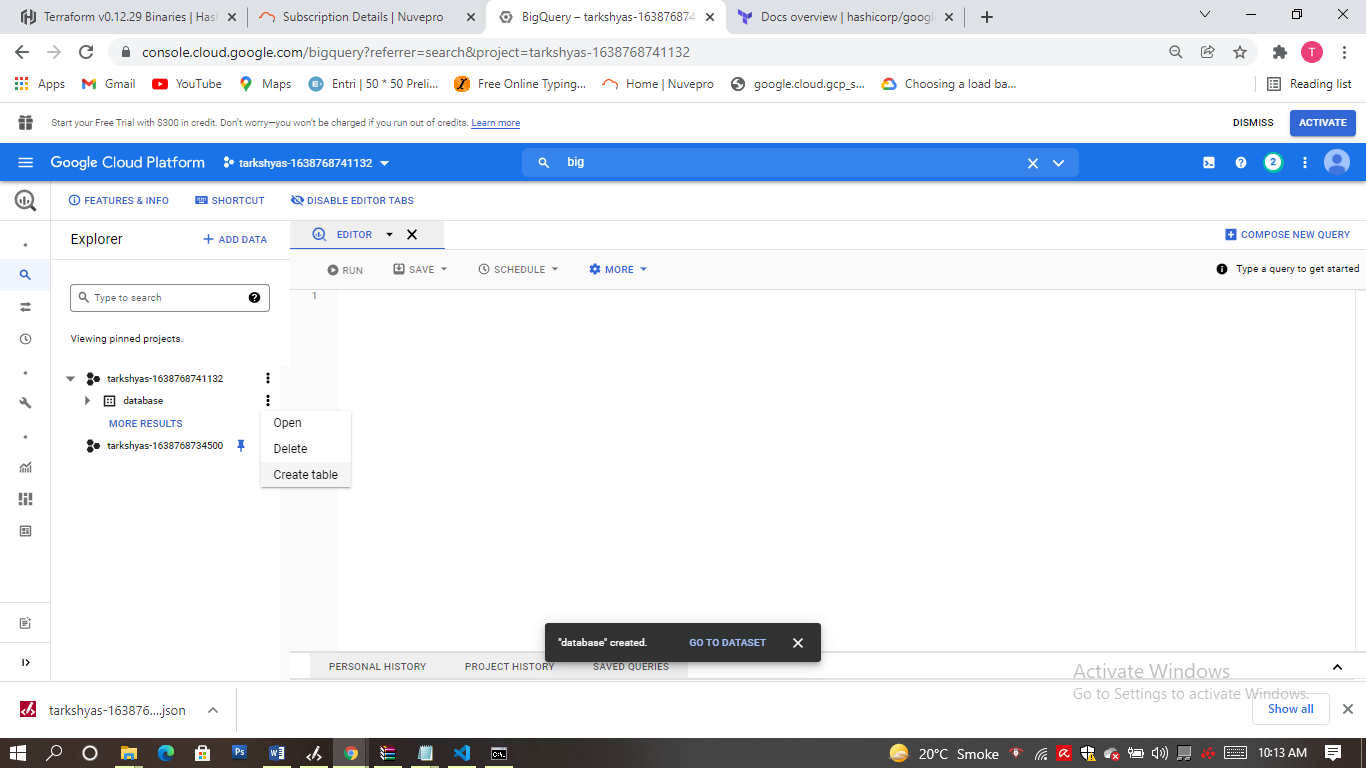 Terraform v0.12.29 Binaries | Hash
Subscription Details | Nuvepro
BigQuery – tarkshyas-1638768741
Docs overview | hashicorp/google
console.cloud.google.com/bigquery?referrer=search&project=tarkshyas-1638768741132
T
Apps
Gmail
YouTube
Maps
Entri | 50 * 50 Preli...
Free Online Typing...
Home | Nuvepro
google.cloud.gcp_s...
Choosing a load ba...
Reading list
Start your Free Trial with $300 in credit. Don't worry—you won't be charged if you run out of credits. Learn more
DISMISS
ACTIVATE
Google Cloud Platform
tarkshyas-1638768741132
big
2
FEATURES & INFO
SHORTCUT
DISABLE EDITOR TABS
Explorer
+ ADD DATA
EDITOR
COMPOSE NEW QUERY
RUN
SAVE
SCHEDULE
MORE
Type a query to get started
1
Type to search
Viewing pinned projects.
tarkshyas-1638768741132
database
MORE RESULTS
tarkshyas-1638768734500
Open
Delete
Create table
"database" created.
GO TO DATASET
PERSONAL HISTORY
PROJECT HISTORY
SAVED QUERIES
Activate Windows
Go to Settings to activate Windows.
tarkshyas-163876....json
Show all
20°C Smoke
10:13 AM